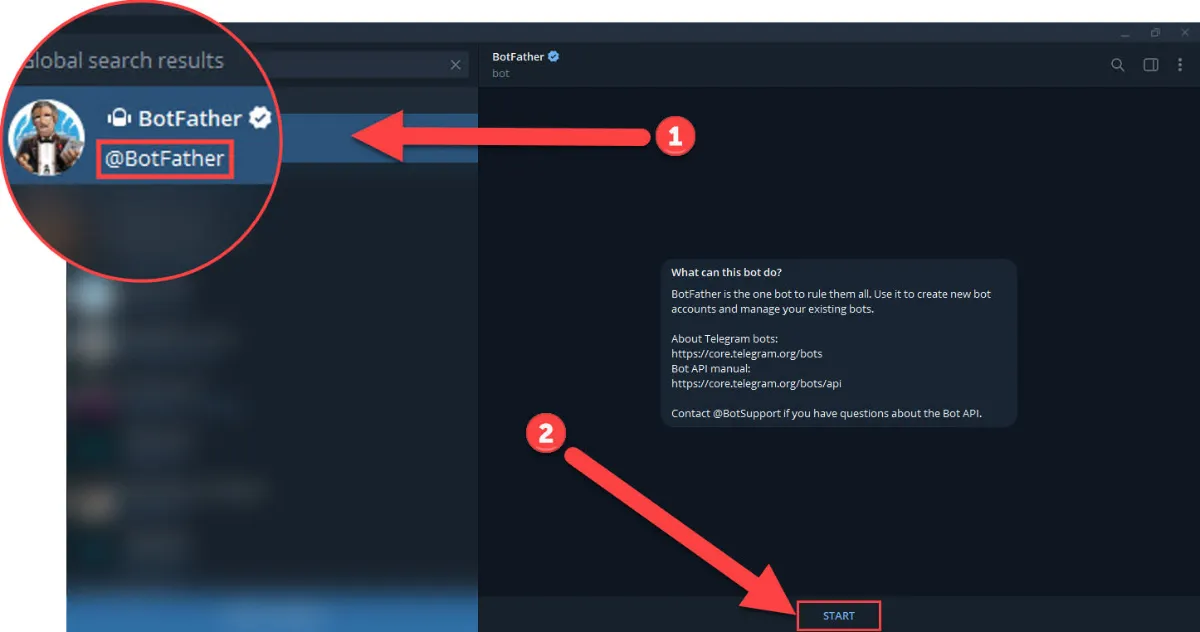 Global search results
BotFather
@BotFather
1
BotFather
bot
What can this bot do?
BotFather is the one bot to rule them all. Use it to create new bot
accounts and manage your existing bots.
About Telegram bots:
https://core.telegram.org/bots
Bot API manual:
https://core.telegram.org/bots/api
Contact @BotSupport if you have questions about the Bot API.
2
START